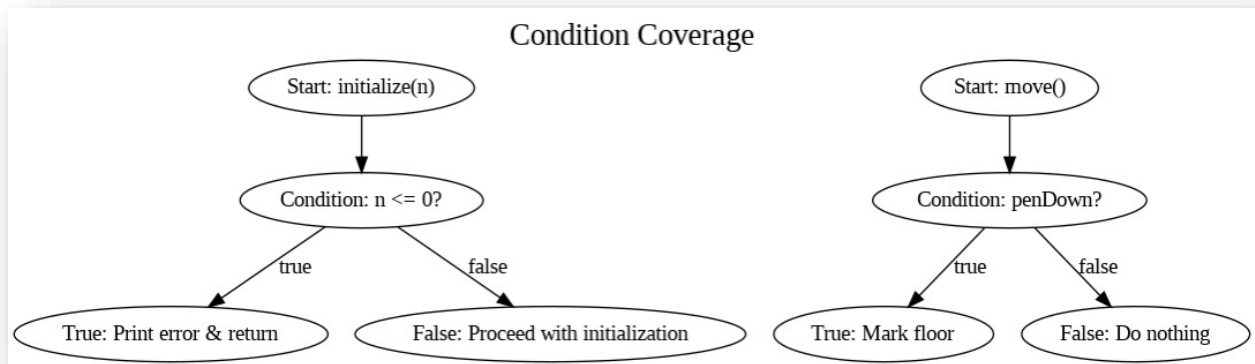 Condition Coverage
Start: initialize(n)
Start: move()
Condition: n <= 0?
Condition: penDown?
true
false
true
false
True: Print error & return
False: Proceed with initialization
True: Mark floor
False: Do nothing